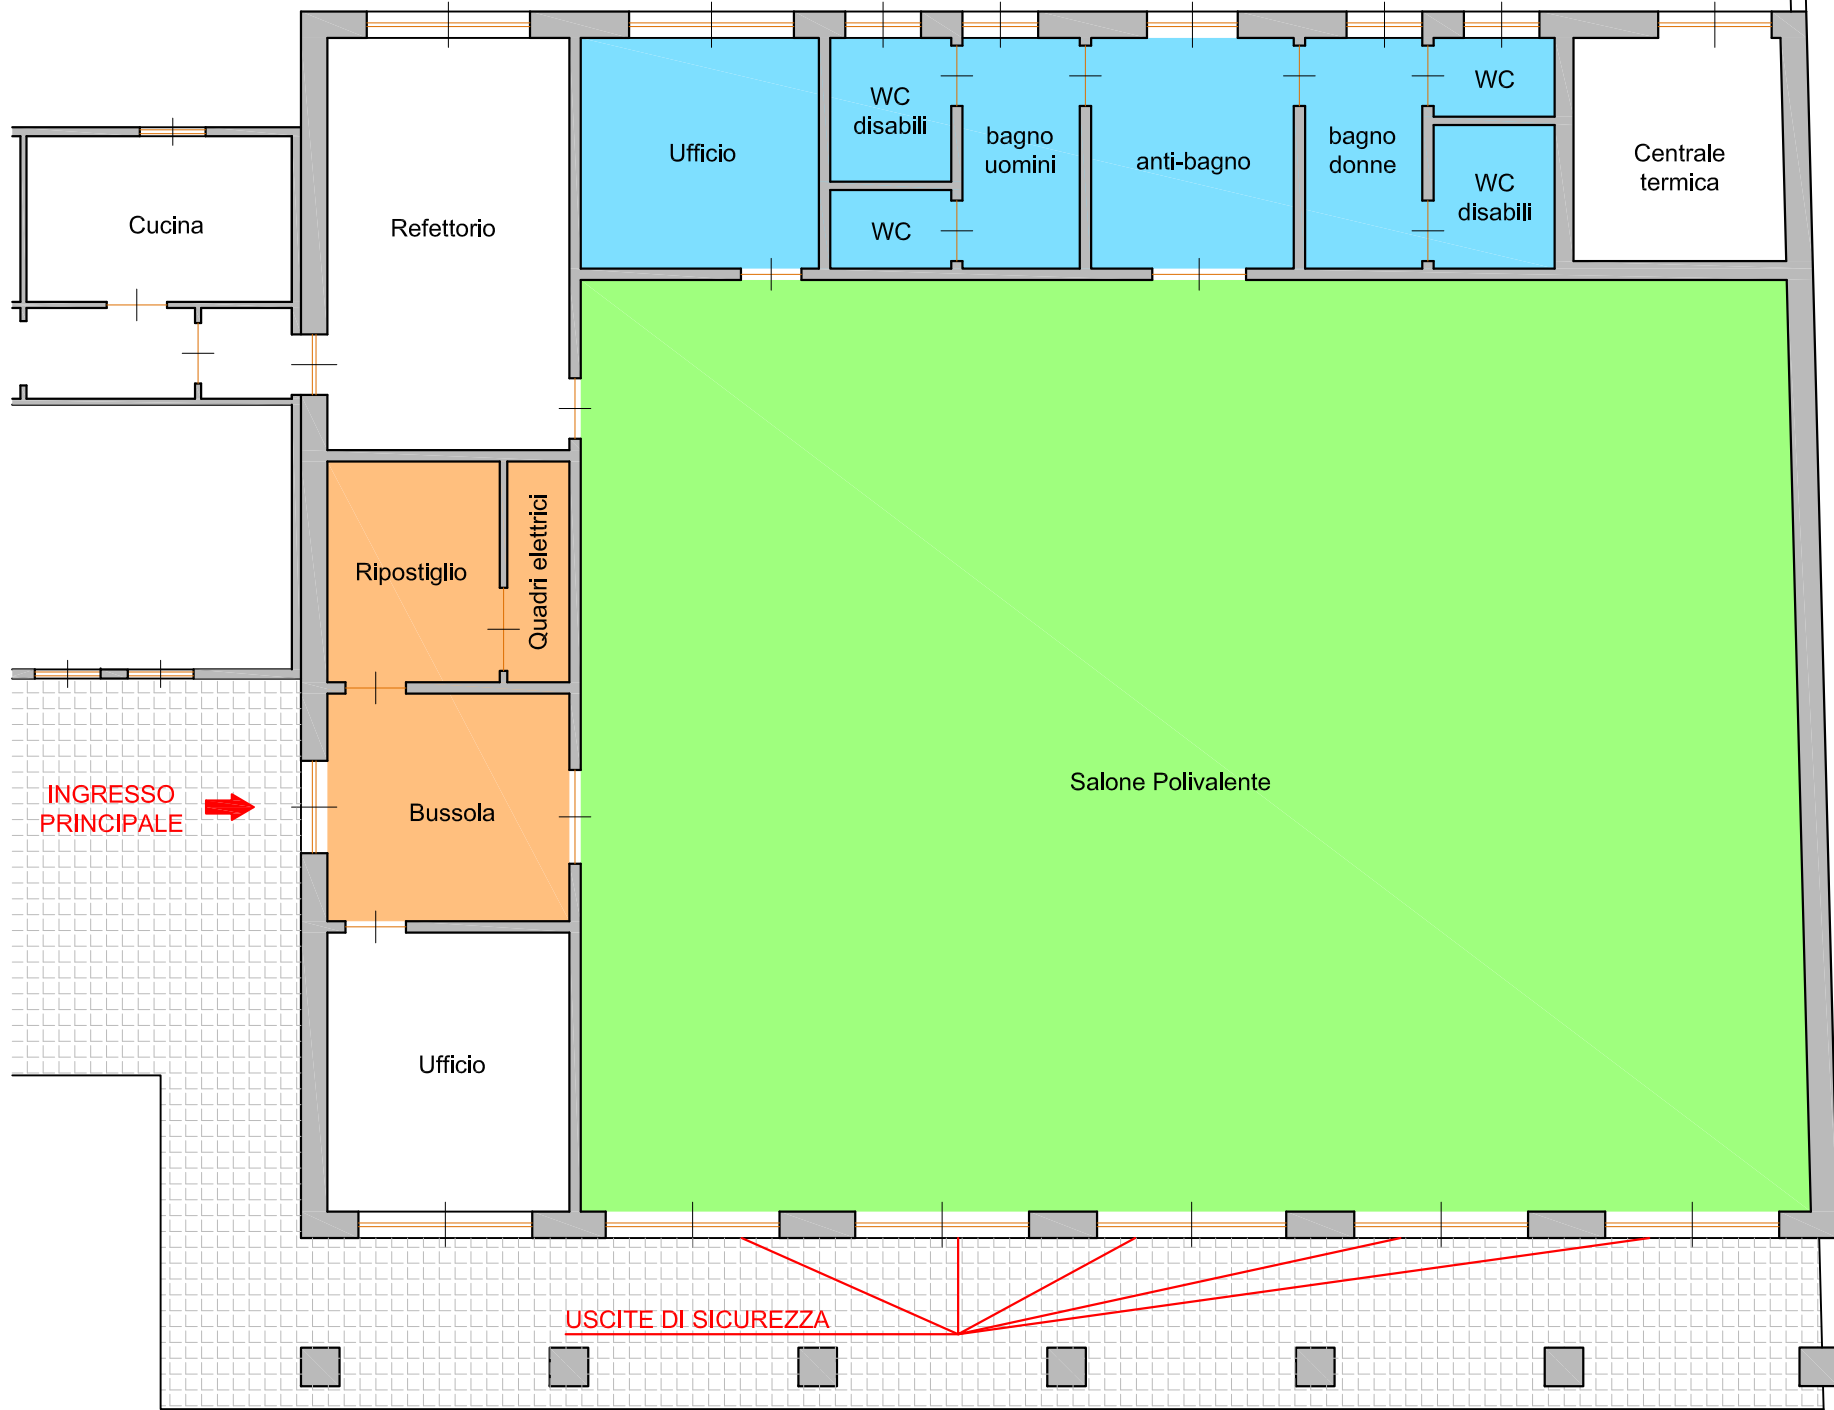 WC
disabili
WC
Ufficio
bagno
uomini
anti-bagno
bagno
donne
Centrale
termica
WC
disabili
Cucina
Refettorio
WC
Ripostiglio
Quadri elettrici
Salone Polivalente
INGRESSO
PRINCIPALE
Bussola
Ufficio
USCITE DI SICUREZZA